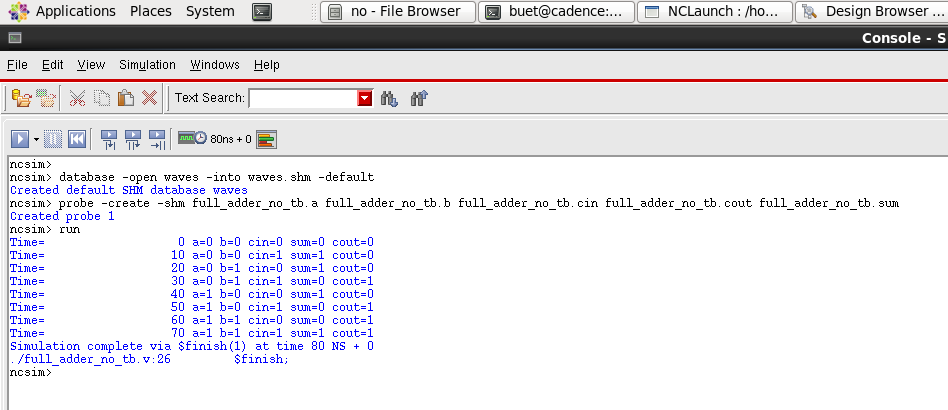 Applications Places System no - File Browser buet@cadence:... NCLaunch : /ho... Design Browser ...
Console - S
File Edit View Simulation Windows Help
Text Search:
80ns + 0
ncsim>
ncsim> database -open waves -into waves.shm -default
Created default SHM database waves
ncsim> probe -create -shm full_adder_no_tb.a full_adder_no_tb.b full_adder_no_tb.cin full_adder_no_tb.cout full_adder_no_tb.sum
Created probe 1
ncsim> run
Time= 0 a=0 b=0 cin=0 sum=0 cout=0
Time= 10 a=0 b=0 cin=1 sum=1 cout=0
Time= 20 a=0 b=1 cin=0 sum=1 cout=0
Time= 30 a=0 b=1 cin=1 sum=0 cout=1
Time= 40 a=1 b=0 cin=0 sum=1 cout=0
Time= 50 a=1 b=0 cin=1 sum=0 cout=1
Time= 60 a=1 b=1 cin=0 sum=0 cout=1
Time= 70 a=1 b=1 cin=1 sum=1 cout=1
Simulation complete via $finish(1) at time 80 NS + 0
./full_adder_no_tb.v:26 $finish;
ncsim>